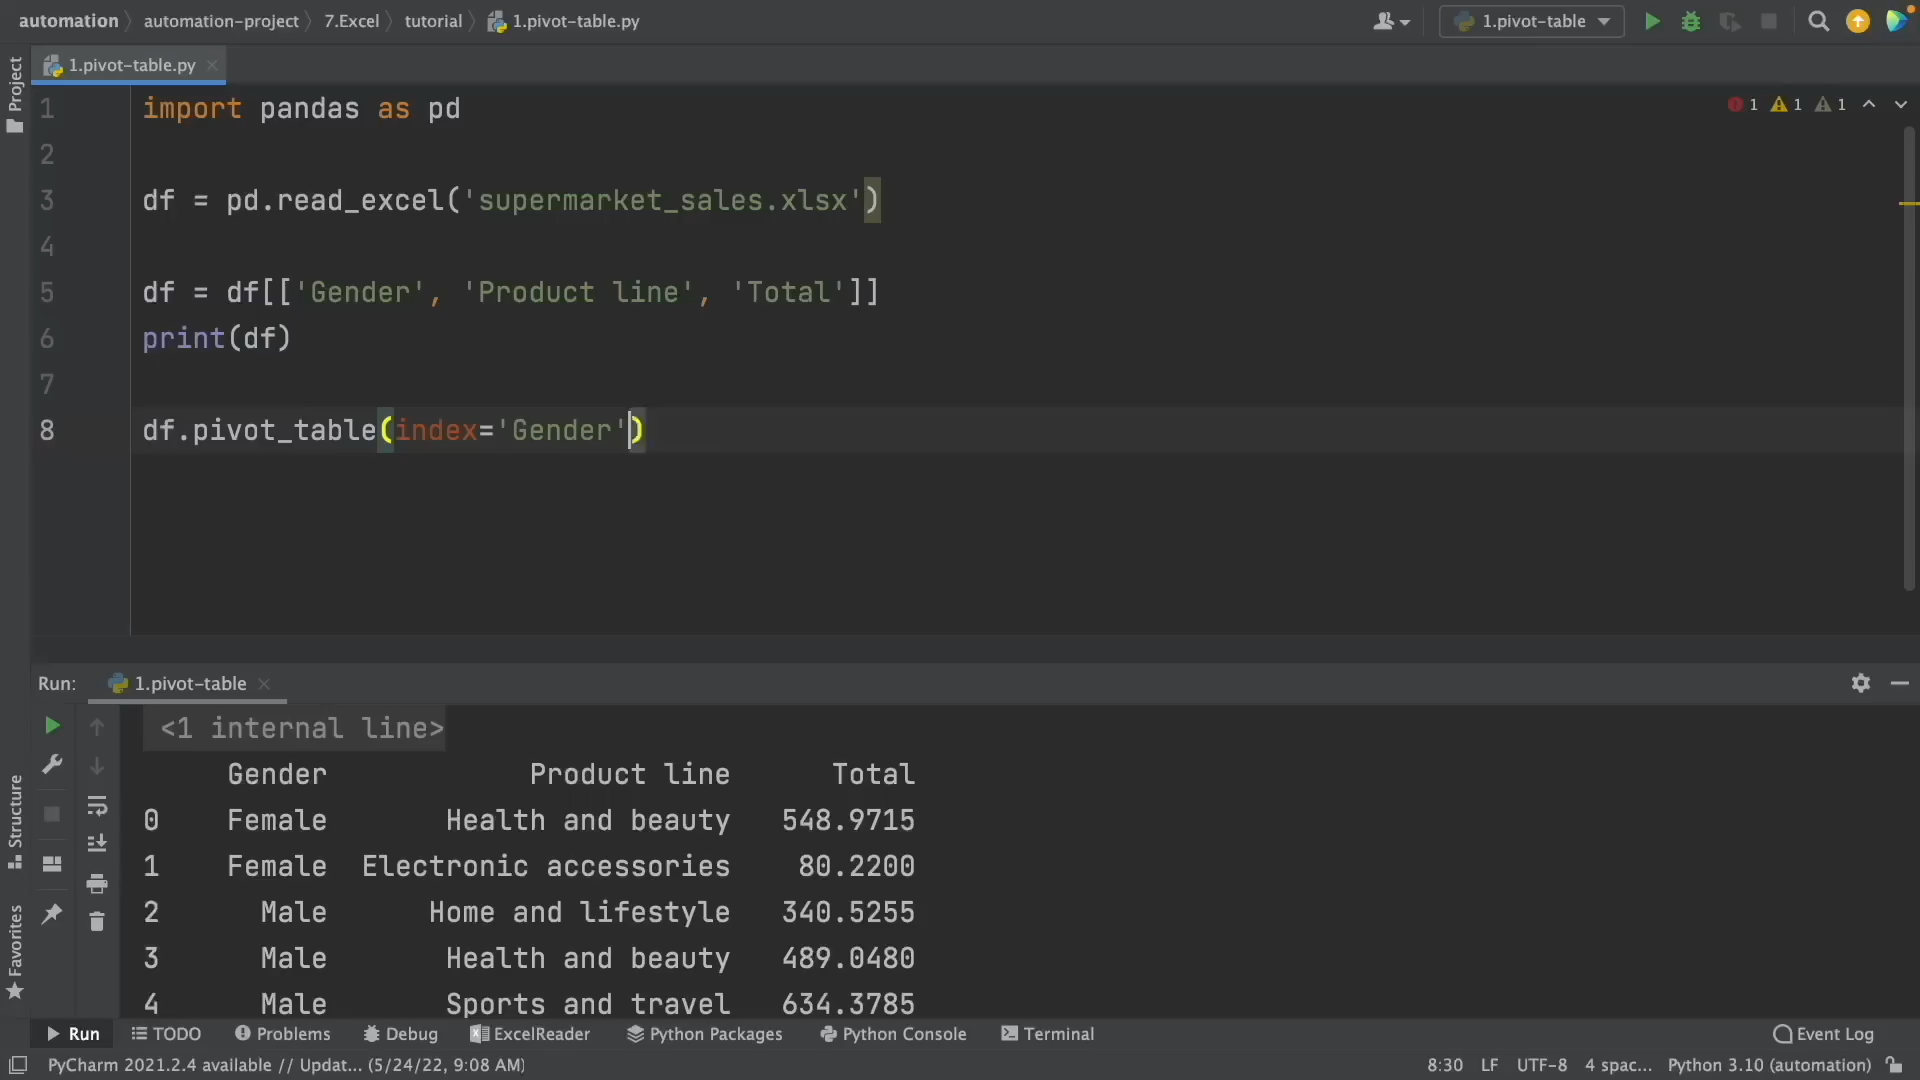 automation automation-project 7.Excel tutorial 1.pivot-table.py 1.pivot-table
1.pivot-table.py
Project
1 import pandas as pd 1 1 1
2
3 df = pd.read_excel('supermarket_sales.xlsx')
4
5 df = df[['Gender', 'Product line', 'Total']]
6 print(df)
7
8 df.pivot_table(index='Gender')
Run: 1.pivot-table
<1 internal line>
Gender Product line Total
0 Female Health and beauty 548.9715
1 Female Electronic accessories 80.2200
2 Male Home and lifestyle 340.5255
3 Male Health and beauty 489.0480
4 Male Sports and travel 634.3785
Structure
Favorites
Run TODO Problems Debug ExcelReader Python Packages Python Console Terminal Event Log
PyCharm 2021.2.4 available // Updat... (5/24/22, 9:08 AM) 8:30 LF UTF-8 4 spac... Python 3.10 (automation)